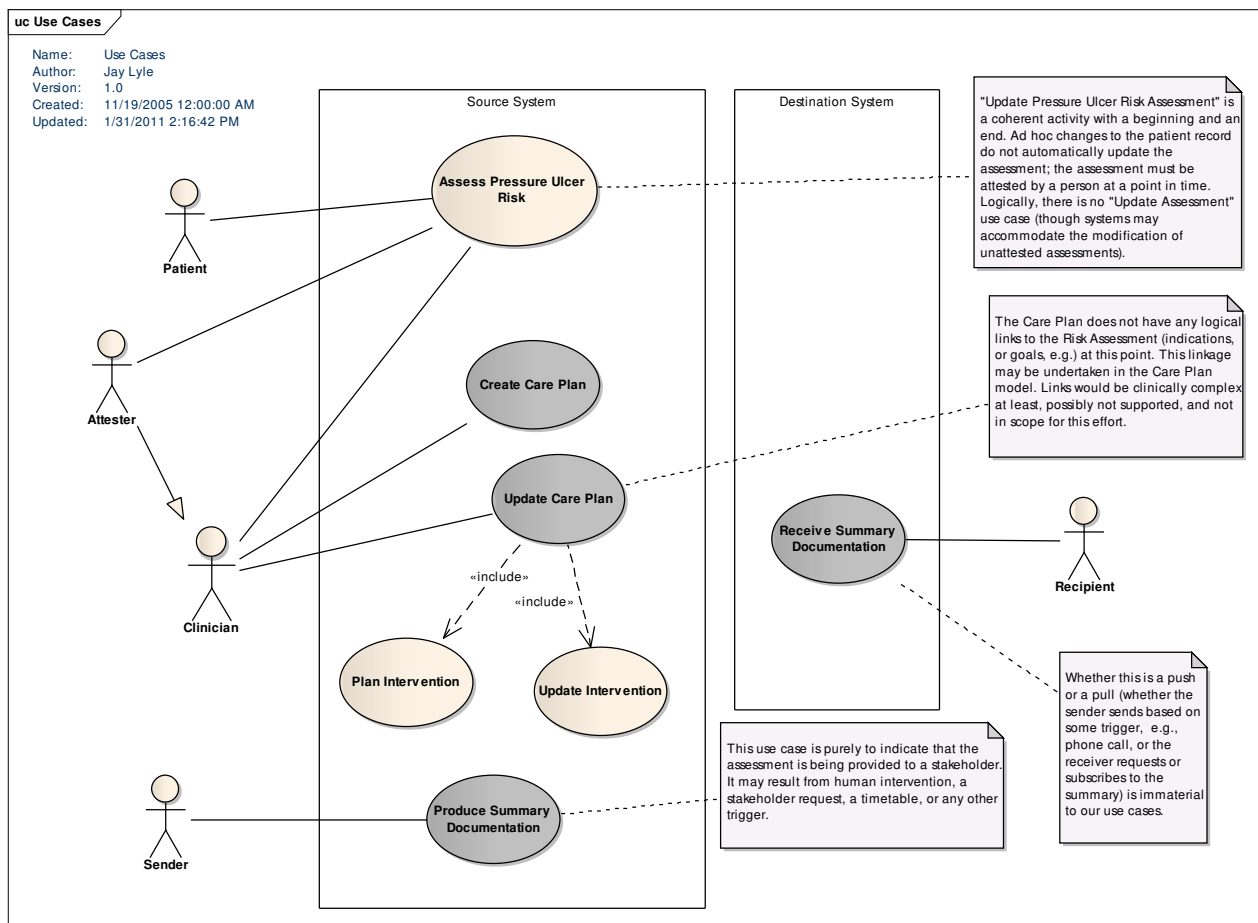 uc Use Cases
Name: Use Cases
Author: Jay Lyle
Version: 1.0
Created: 11/19/2005 12:00:00 AM
Updated: 1/31/2011 2:16:42 PM
Source System
Destination System
"Update Pressure Ulcer Risk Assessment" is
a coherent activity with a beginning and an
end. Ad hoc changes to the patient record
do not automatically update the
assessment; the assessment must be
attested by a person at a point in time.
Logically, there is no "Update Assessment"
use case (though systems may
accommodate the modification of
unattested assessments).
Assess Pressure Ulcer
Risk
Patient
The Care Plan does not have any logical
links to the Risk Assessment (indications,
or goals, e.g.) at this point. This linkage
may be undertaken in the Care Plan
model. Links would be clinically complex
at least, possibly not supported, and not
in scope for this effort.
Create Care Plan
Attester
Update Care Plan
Receive Summary
Documentation
Recipient
«include»
«include»
Clinician
Plan Intervention
Update Intervention
Whether this is a push
or a pull (whether the
sender sends based on
some trigger, e.g.,
phone call, or the
receiver requests or
subscribes to the
summary) is immaterial
to our use cases.
This use case is purely to indicate that the
assessment is being provided to a stakeholder.
It may result from human intervention, a
stakeholder request, a timetable, or any other
trigger.
Produce Summary
Documentation
Sender